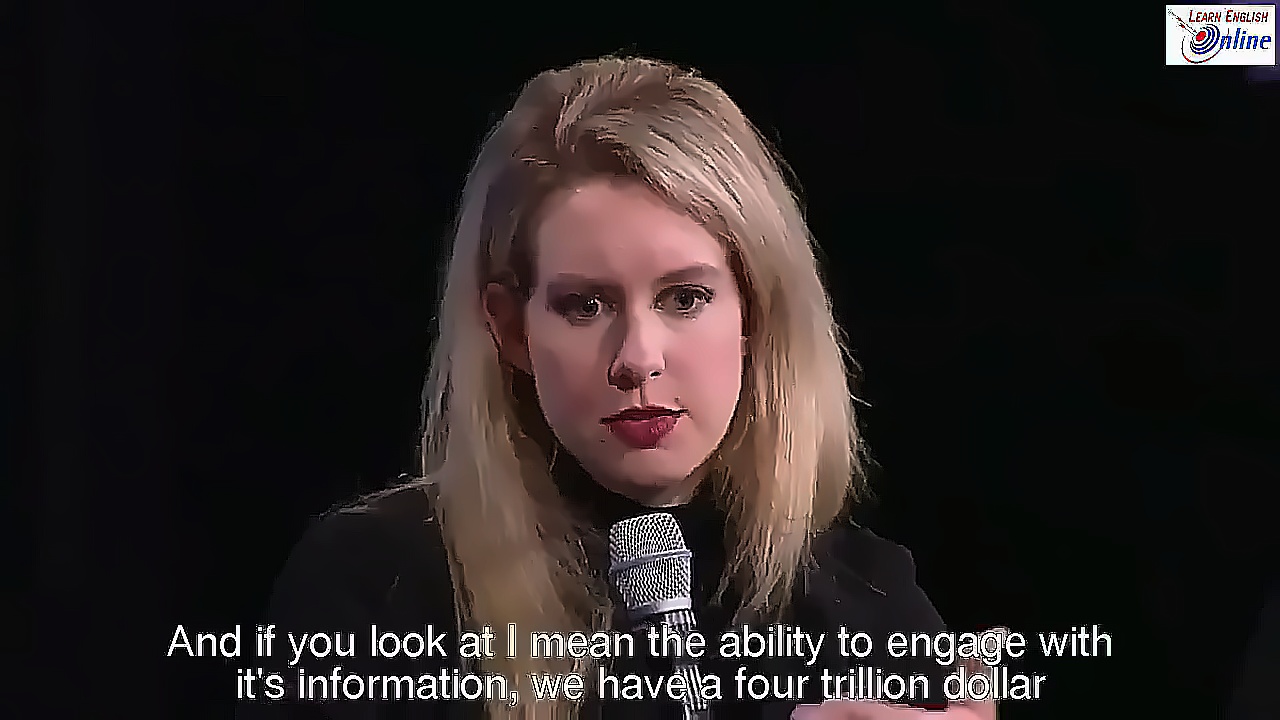 LEARN ENGLISH
Online
And if you look at I mean the ability to engage with
it's information, we have a four trillion dollar